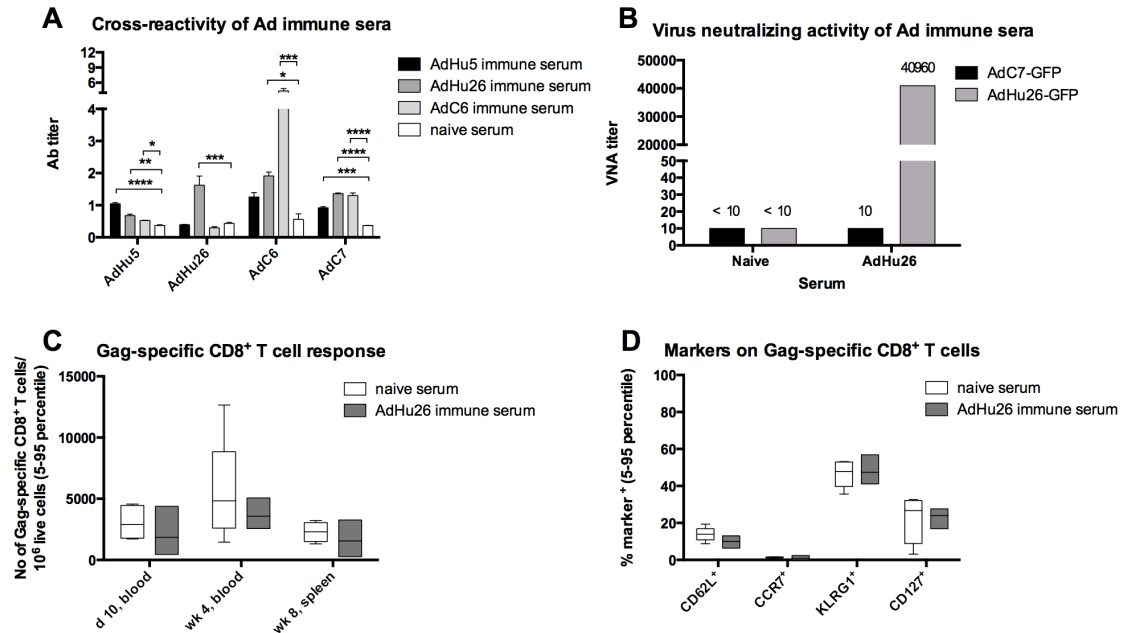 A
Cross-reactivity of Ad immune sera
Ab titer
12
10
8
6
4
4
3
2
1
0
****
**
*
***
*
***
***
****
****
AdHu5
AdHu26
AdC6
AdC7
AdHu5 immune serum
AdHu26 immune serum
AdC6 immune serum
naive serum
B
Virus neutralizing activity of Ad immune sera
VNA titer
50000
40000
30000
20000
50
40
30
20
10
0
< 10
< 10
10
40960
Naive
AdHu26
Serum
AdC7-GFP
AdHu26-GFP
C
Gag-specific CD8⁺ T cell response
No of Gag-specific CD8⁺ T cells/
10⁶ live cells (5-95 percentile)
15000
10000
5000
0
d 10, blood
wk 4, blood
wk 8, spleen
naive serum
AdHu26 immune serum
D
Markers on Gag-specific CD8⁺ T cells
% marker ⁺ (5-95 percentile)
100
80
60
40
20
0
CD62L⁺
CCR7⁺
KLRG1⁺
CD127⁺
naive serum
AdHu26 immune serum